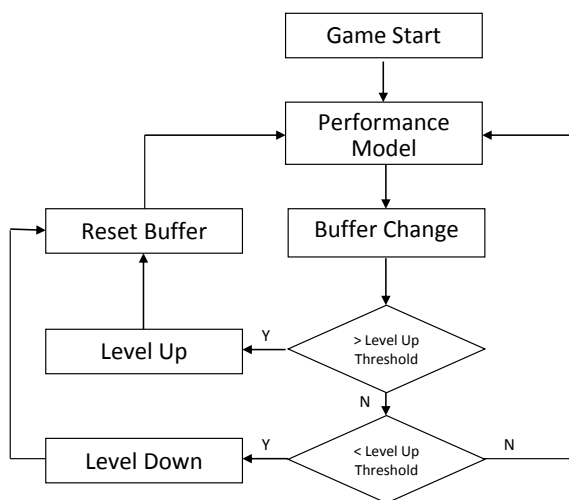 Game Start
Performance
Model
Reset Buffer
Buffer Change
Level Up
Y
> Level Up
Threshold
N
Level Down
Y
< Level Up
Threshold
N